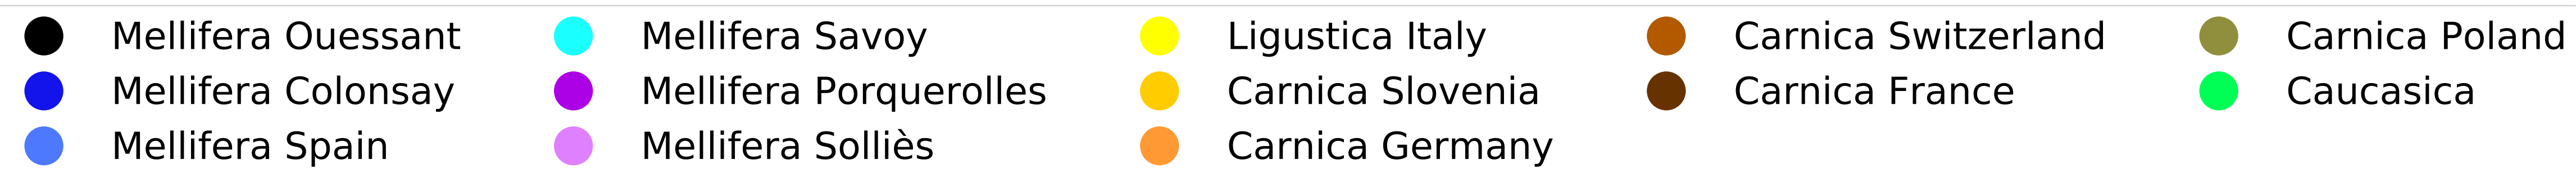 Mellifera Ouessant
Mellifera Colonsay
Mellifera Spain
Mellifera Savoy
Mellifera Porquerolles
Mellifera Solliès
Ligustica Italy
Carnica Slovenia
Carnica Germany
Carnica Switzerland
Carnica France
Carnica Poland
Caucasica